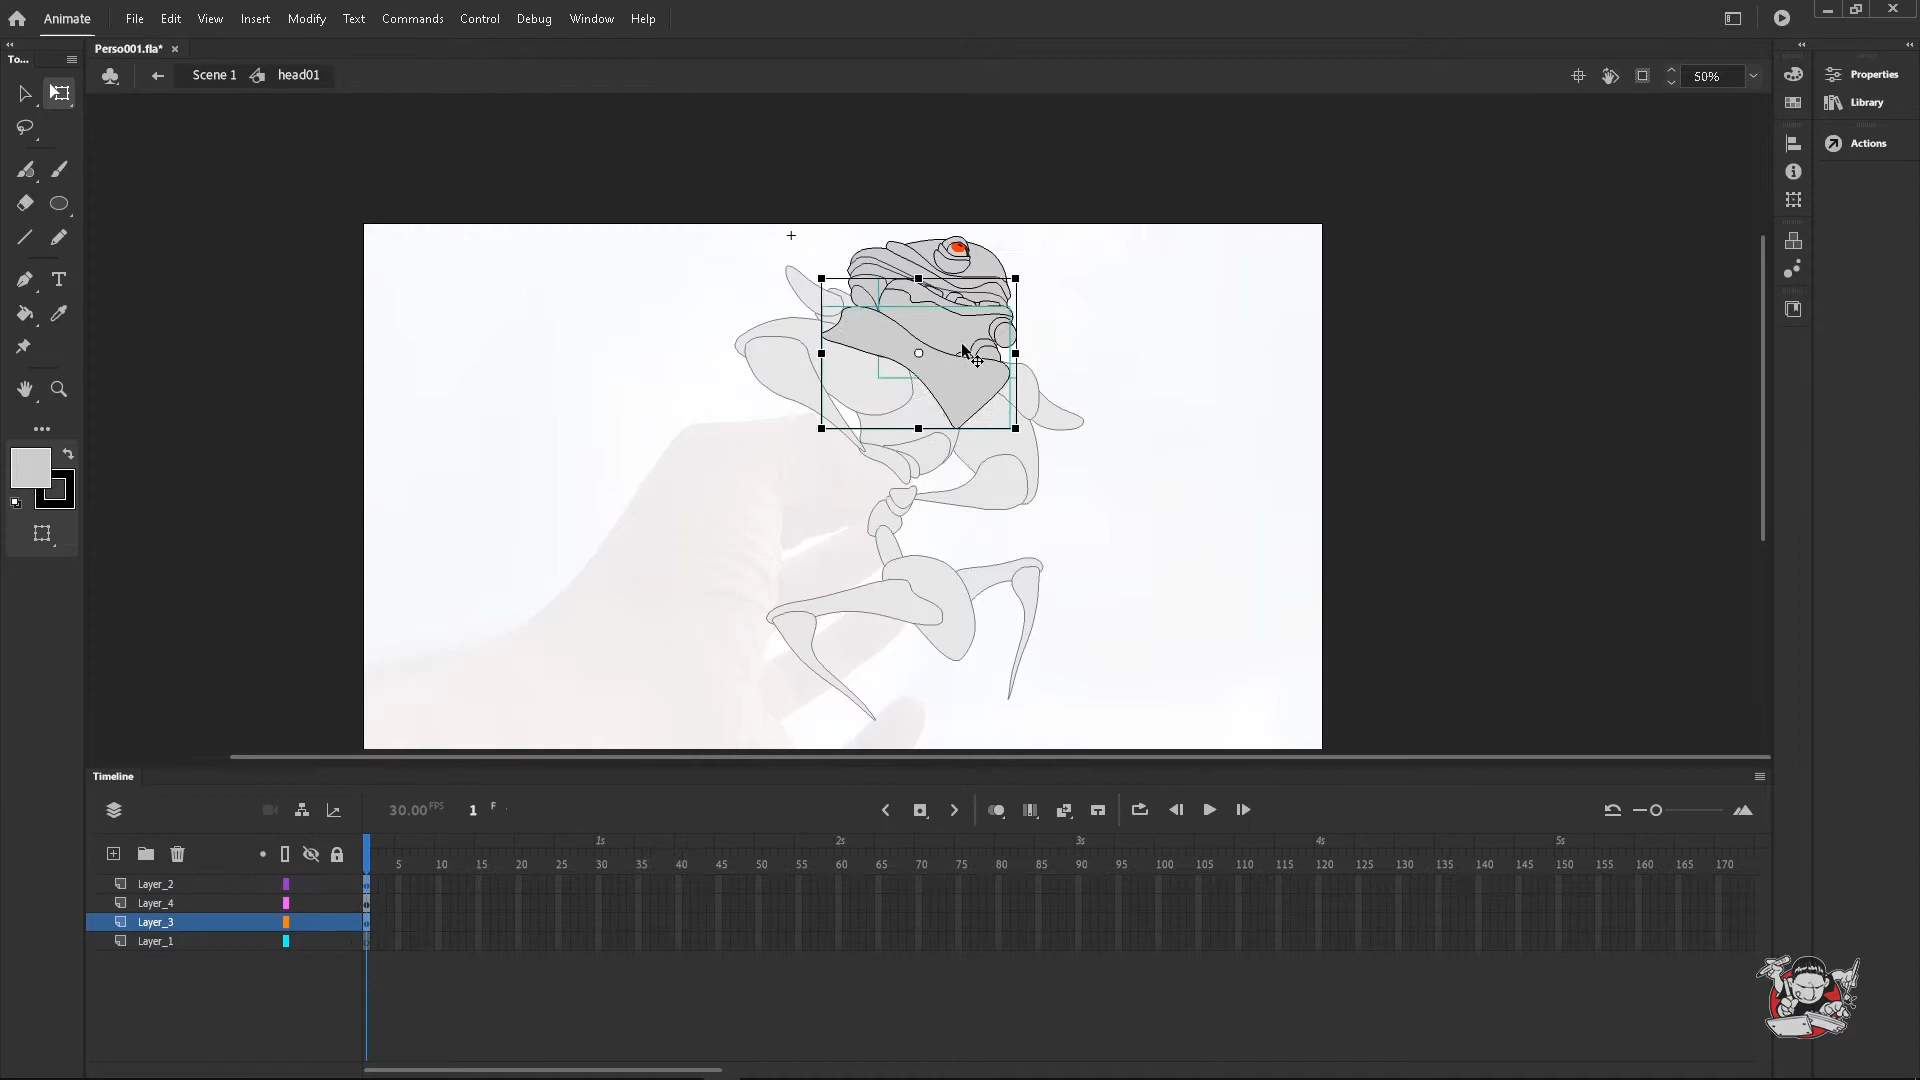 Animate File Edit View Insert Modify Text Commands Control Debug Window Help
Perso001.fla* ×
To...
Scene 1 head01 50%
Properties
Library
Actions
T
Timeline
30.00 FPS 1 F
1s 2s 3s 4s 5s
5 10 15 20 25 30 35 40 45 50 55 60 65 70 75 80 85 90 95 100 105 110 115 120 125 130 135 140 145 150 155 160 165 170
Layer_2
Layer_4
Layer_3
Layer_1